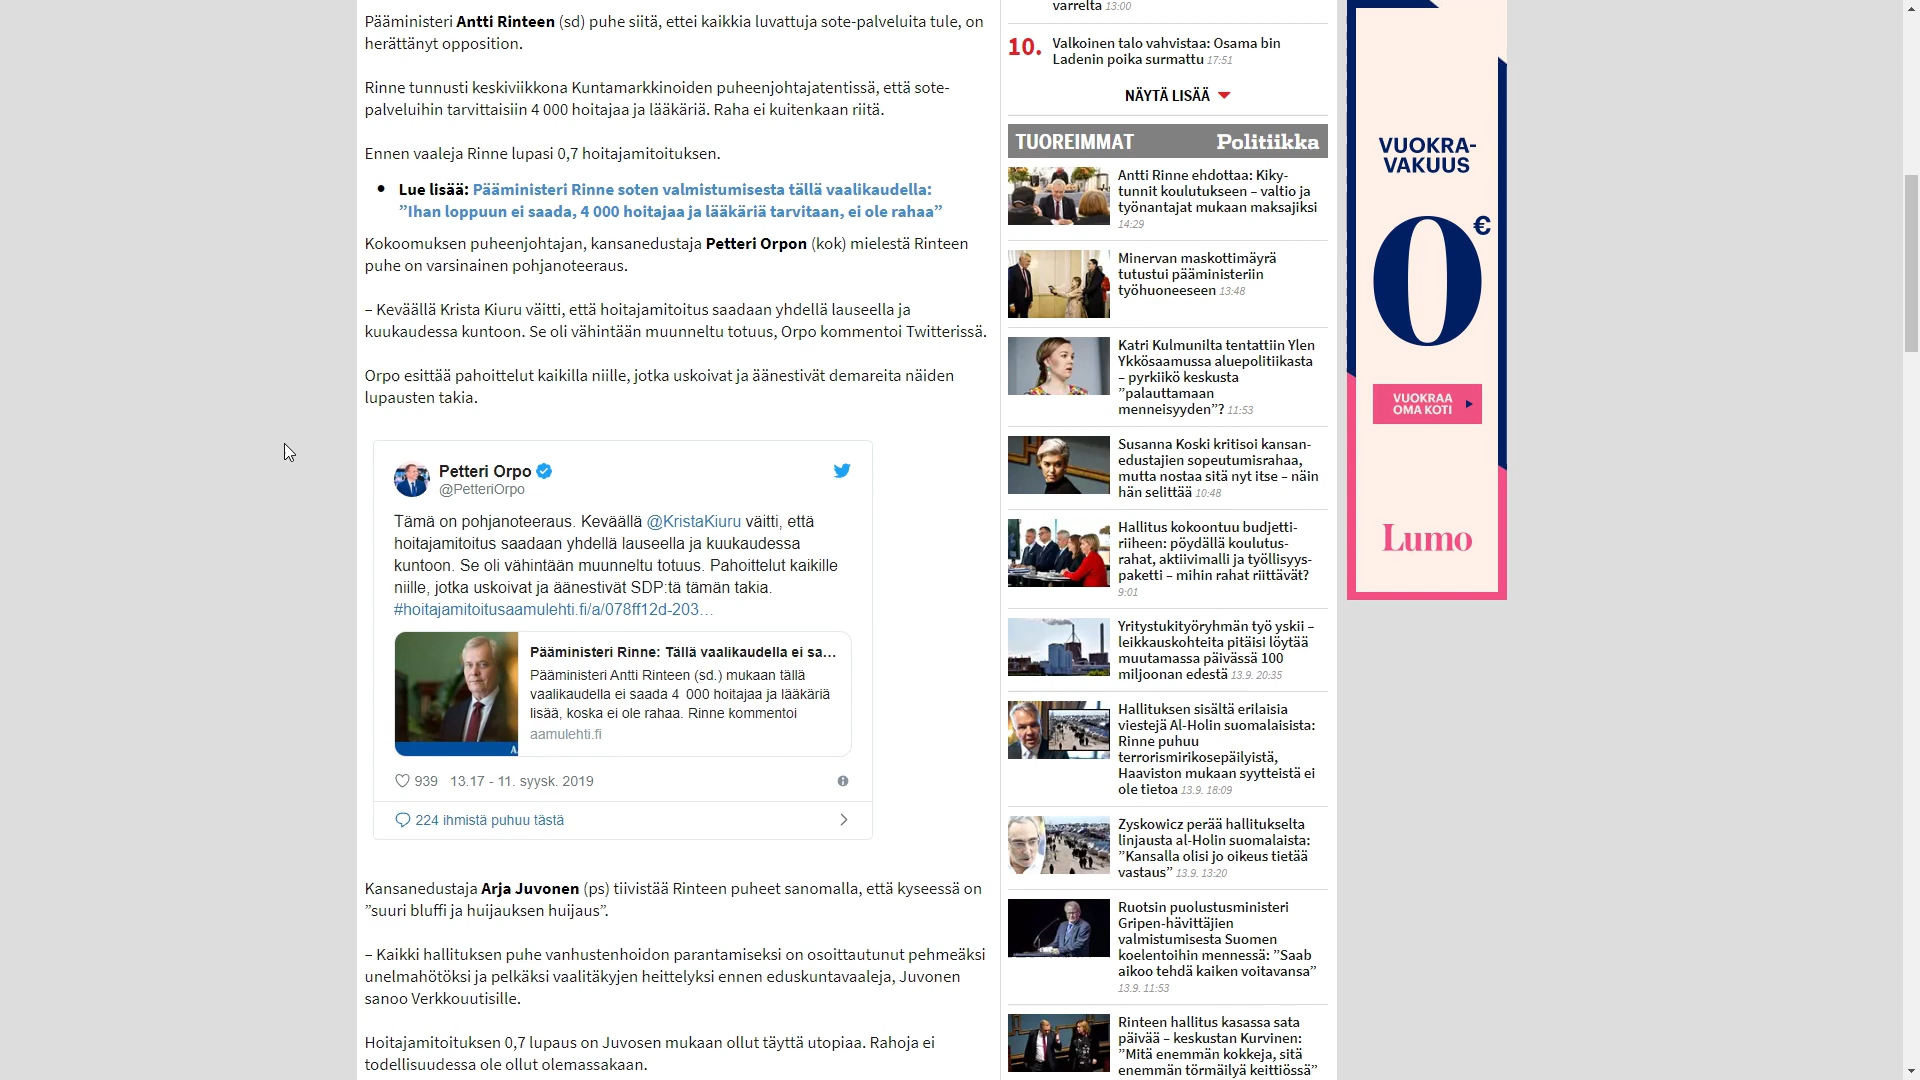 Pääministeri Antti Rinteen (sd) puhe siitä, ettei kaikkia luvattuja sote-palveluita tule, on
herättänyt opposition.
Rinne tunnusti keskiviikkona Kuntamarkkinoiden puheenjohtajatentissä, että sote-
palveluihin tarvittaisiin 4 000 hoitajaa ja lääkäriä. Raha ei kuitenkaan riitä.
Ennen vaaleja Rinne lupasi 0,7 hoitajamitoituksen.
• Lue lisää: Pääministeri Rinne soten valmistumisesta tällä vaalikaudella:
”Ihan loppuun ei saada, 4 000 hoitajaa ja lääkäriä tarvitaan, ei ole rahaa”
Kokoomuksen puheenjohtajan, kansanedustaja Petteri Orpon (kok) mielestä Rinteen
puhe on varsinainen pohjanoteeraus.
– Keväällä Krista Kiuru väitti, että hoitajamitoitus saadaan yhdellä lauseella ja
kuukaudessa kuntoon. Se oli vähintään muunneltu totuus, Orpo kommentoi Twitterissä.
Orpo esittää pahoittelut kaikilla niille, jotka uskoivat ja äänestivät demareita näiden
lupausten takia.
Petteri Orpo
@PetteriOrpo
Tämä on pohjanoteeraus. Keväällä @KristaKiuru väitti, että
hoitajamitoitus saadaan yhdellä lauseella ja kuukaudessa
kuntoon. Se oli vähintään muunneltu totuus. Pahoittelut kaikille
niille, jotka uskoivat ja äänestivät SDP:tä tämän takia.
#hoitajamitoitusaamulehti.fi/a/078ff12d-203…
Pääministeri Rinne: Tällä vaalikaudella ei sa...
Pääministeri Antti Rinteen (sd.) mukaan tällä
vaalikaudella ei saada 4 000 hoitajaa ja lääkäriä
lisää, koska ei ole rahaa. Rinne kommentoi
aamulehti.fi
A.
939 13.17 - 11. syysk. 2019
224 ihmistä puhuu tästä
Kansanedustaja Arja Juvonen (ps) tiivistää Rinteen puheet sanomalla, että kyseessä on
”suuri bluffi ja huijauksen huijaus”.
– Kaikki hallituksen puhe vanhustenhoidon parantamiseksi on osoittautunut pehmeäksi
unelmahötöksi ja pelkäksi vaalitäkyjen heittelyksi ennen eduskuntavaaleja, Juvonen
sanoo Verkkouutisille.
Hoitajamitoituksen 0,7 lupaus on Juvosen mukaan ollut täyttä utopiaa. Rahoja ei
todellisuudessa ole ollut olemassakaan.
varrelta 13:00
10. Valkoinen talo vahvistaa: Osama bin
Ladenin poika surmattu 17:51
NÄYTÄ LISÄÄ
TUOREIMMAT Politiikka
Antti Rinne ehdottaa: Kiky-
tunnit koulutukseen – valtio ja
työnantajat mukaan maksajiksi
14:29
Minervan maskottimäyrä
tutustui pääministeriin
työhuoneeseen 13:48
Katri Kulmunilta tentattiin Ylen
Ykkösaamussa aluepolitiikasta
– pyrkiikö keskusta
”palauttamaan
menneisyyden”? 11:53
Susanna Koski kritisoi kansan-
edustajien sopeutumisrahaa,
mutta nostaa sitä nyt itse – näin
hän selittää 10:48
Hallitus kokoontuu budjetti-
riiheen: pöydällä koulutus-
rahat, aktiivimalli ja työllisyys-
paketti – mihin rahat riittävät?
9:01
Yritystukityöryhmän työ yskii –
leikkauskohteita pitäisi löytää
muutamassa päivässä 100
miljoonan edestä 13.9. 20:35
Hallituksen sisältä erilaisia
viestejä Al-Holin suomalaisista:
Rinne puhuu
terrorismirikosepäilyistä,
Haaviston mukaan syytteistä ei
ole tietoa 13.9. 18:09
Zyskowicz perää hallitukselta
linjausta al-Holin suomalaista:
”Kansalla olisi jo oikeus tietää
vastaus” 13.9. 13:20
Ruotsin puolustusministeri
Gripen-hävittäjien
valmistumisesta Suomen
koelentoihin mennessä: ”Saab
aikoo tehdä kaiken voitavansa”
13.9. 11:53
Rinteen hallitus kasassa sata
päivää – keskustan Kurvinen:
”Mitä enemmän kokkeja, sitä
enemmän törmäilyä keittiössä”
VUOKRA-
VAKUUS
0 €
VUOKRAA
OMA KOTI
Lumo